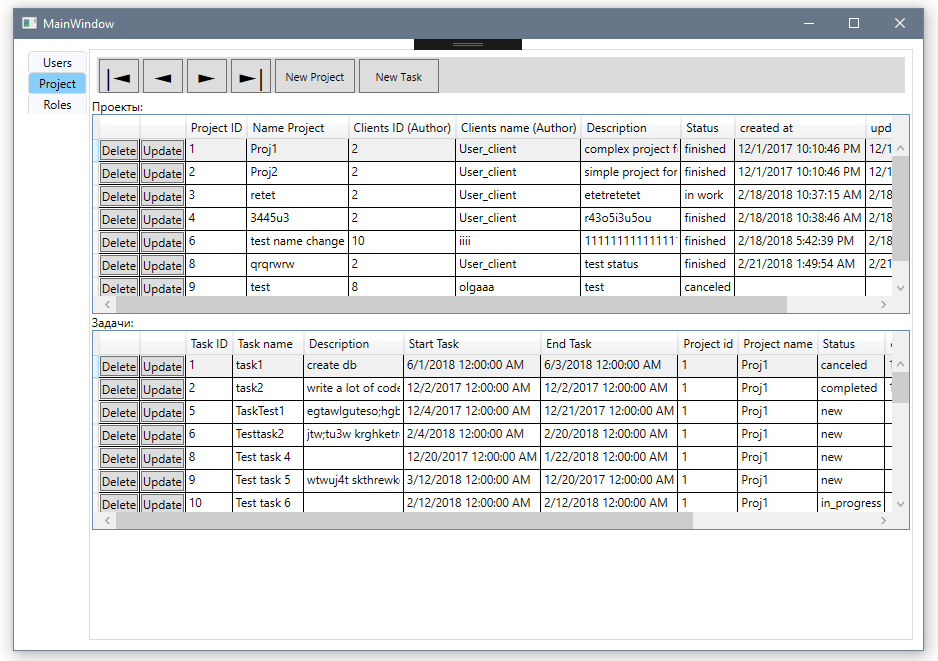 MainWindow
Users
Project
Roles
New Project New Task
Проекты:
Project ID Name Project Clients ID (Author) Clients name (Author) Description Status created at upd
Delete Update 1 Proj1 2 User_client complex project f finished 12/1/2017 10:10:46 PM 12/1
Delete Update 2 Proj2 2 User_client simple project for finished 12/1/2017 10:10:46 PM 12/1
Delete Update 3 retet 2 User_client etetretetet in work 2/18/2018 10:37:15 AM 2/18
Delete Update 4 3445u3 2 User_client r43o5i3u5ou finished 2/18/2018 10:38:46 AM 2/18
Delete Update 6 test name change 10 iiii 11111111111111 finished 2/18/2018 5:42:39 PM 2/18
Delete Update 8 qrqrwrw 2 User_client test status finished 2/21/2018 1:49:54 AM 2/21
Delete Update 9 test 8 olgaaa test canceled
Задачи:
Task ID Task name Description Start Task End Task Project id Project name Status
Delete Update 1 task1 create db 6/1/2018 12:00:00 AM 6/3/2018 12:00:00 AM 1 Proj1 canceled
Delete Update 2 task2 write a lot of code 12/2/2017 12:00:00 AM 12/2/2017 12:00:00 AM 1 Proj1 completed
Delete Update 5 TaskTest1 egtawlguteso;hgb 12/4/2017 12:00:00 AM 12/21/2017 12:00:00 AM 1 Proj1 new
Delete Update 6 Testtask2 jtw;tu3w krghketr 2/4/2018 12:00:00 AM 2/20/2018 12:00:00 AM 1 Proj1 new
Delete Update 8 Test task 4 12/20/2017 12:00:00 AM 1/22/2018 12:00:00 AM 1 Proj1 new
Delete Update 9 Test task 5 wtwuj4t skthrewk 3/12/2018 12:00:00 AM 12/20/2017 12:00:00 AM 1 Proj1 new
Delete Update 10 Test task 6 2/12/2018 12:00:00 AM 2/12/2018 12:00:00 AM 1 Proj1 in_progress